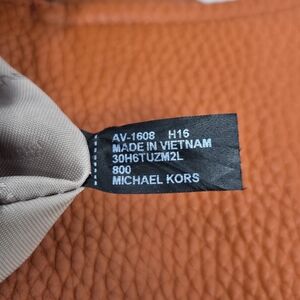 AV-1608 H16
MADE IN VIETNAM
30H6TUZM2L
800
MICHAEL KORS